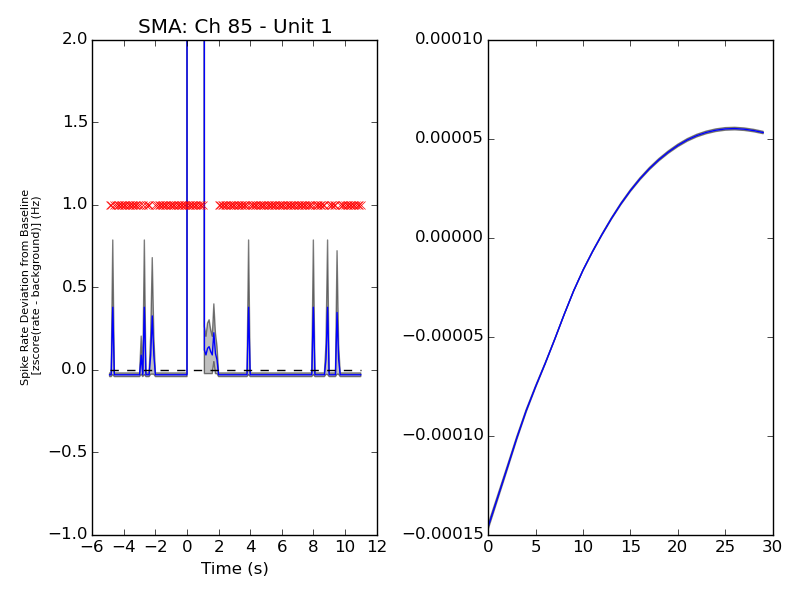 SMA: Ch 85 - Unit 1
2.0
1.5
1.0
0.5
0.0
−0.5
−1.0
−6 −4 −2 0 2 4 6 8 10 12
Time (s)
Spike Rate Deviation from Baseline
[zscore(rate - background)] (Hz)
0.00010
0.00005
0.00000
−0.00005
−0.00010
−0.00015
0 5 10 15 20 25 30